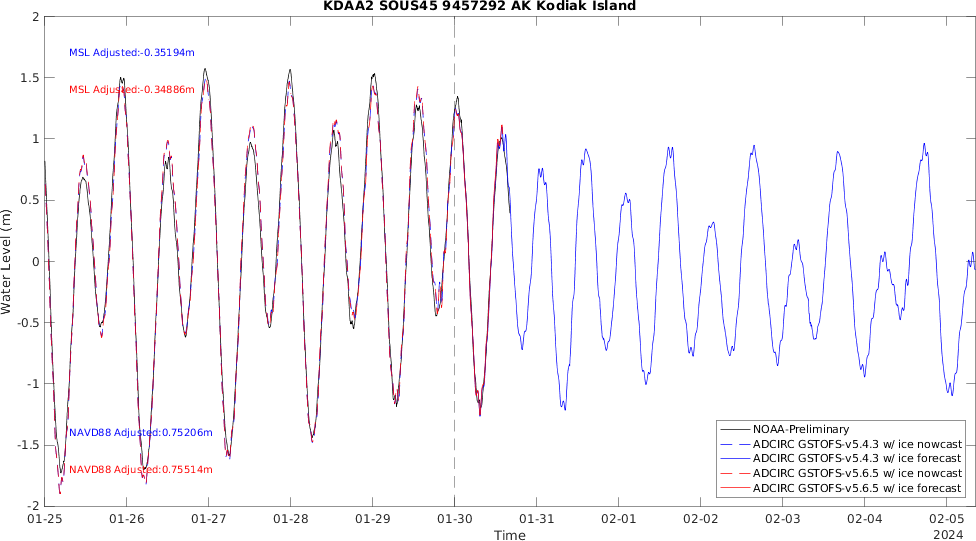 KDAA2 SOUS45 9457292 AK Kodiak Island
2
1.5
1
0.5
0
-0.5
-1
-1.5
-2
Water Level (m)
MSL Adjusted:-0.35194m
MSL Adjusted:-0.34886m
NAVD88 Adjusted:0.75206m
NAVD88 Adjusted:0.75514m
NOAA-Preliminary
ADCIRC GSTOFS-v5.4.3 w/ ice nowcast
ADCIRC GSTOFS-v5.4.3 w/ ice forecast
ADCIRC GSTOFS-v5.6.5 w/ ice nowcast
ADCIRC GSTOFS-v5.6.5 w/ ice forecast
01-25 01-26 01-27 01-28 01-29 01-30 01-31 02-01 02-02 02-03 02-04 02-05
Time
2024